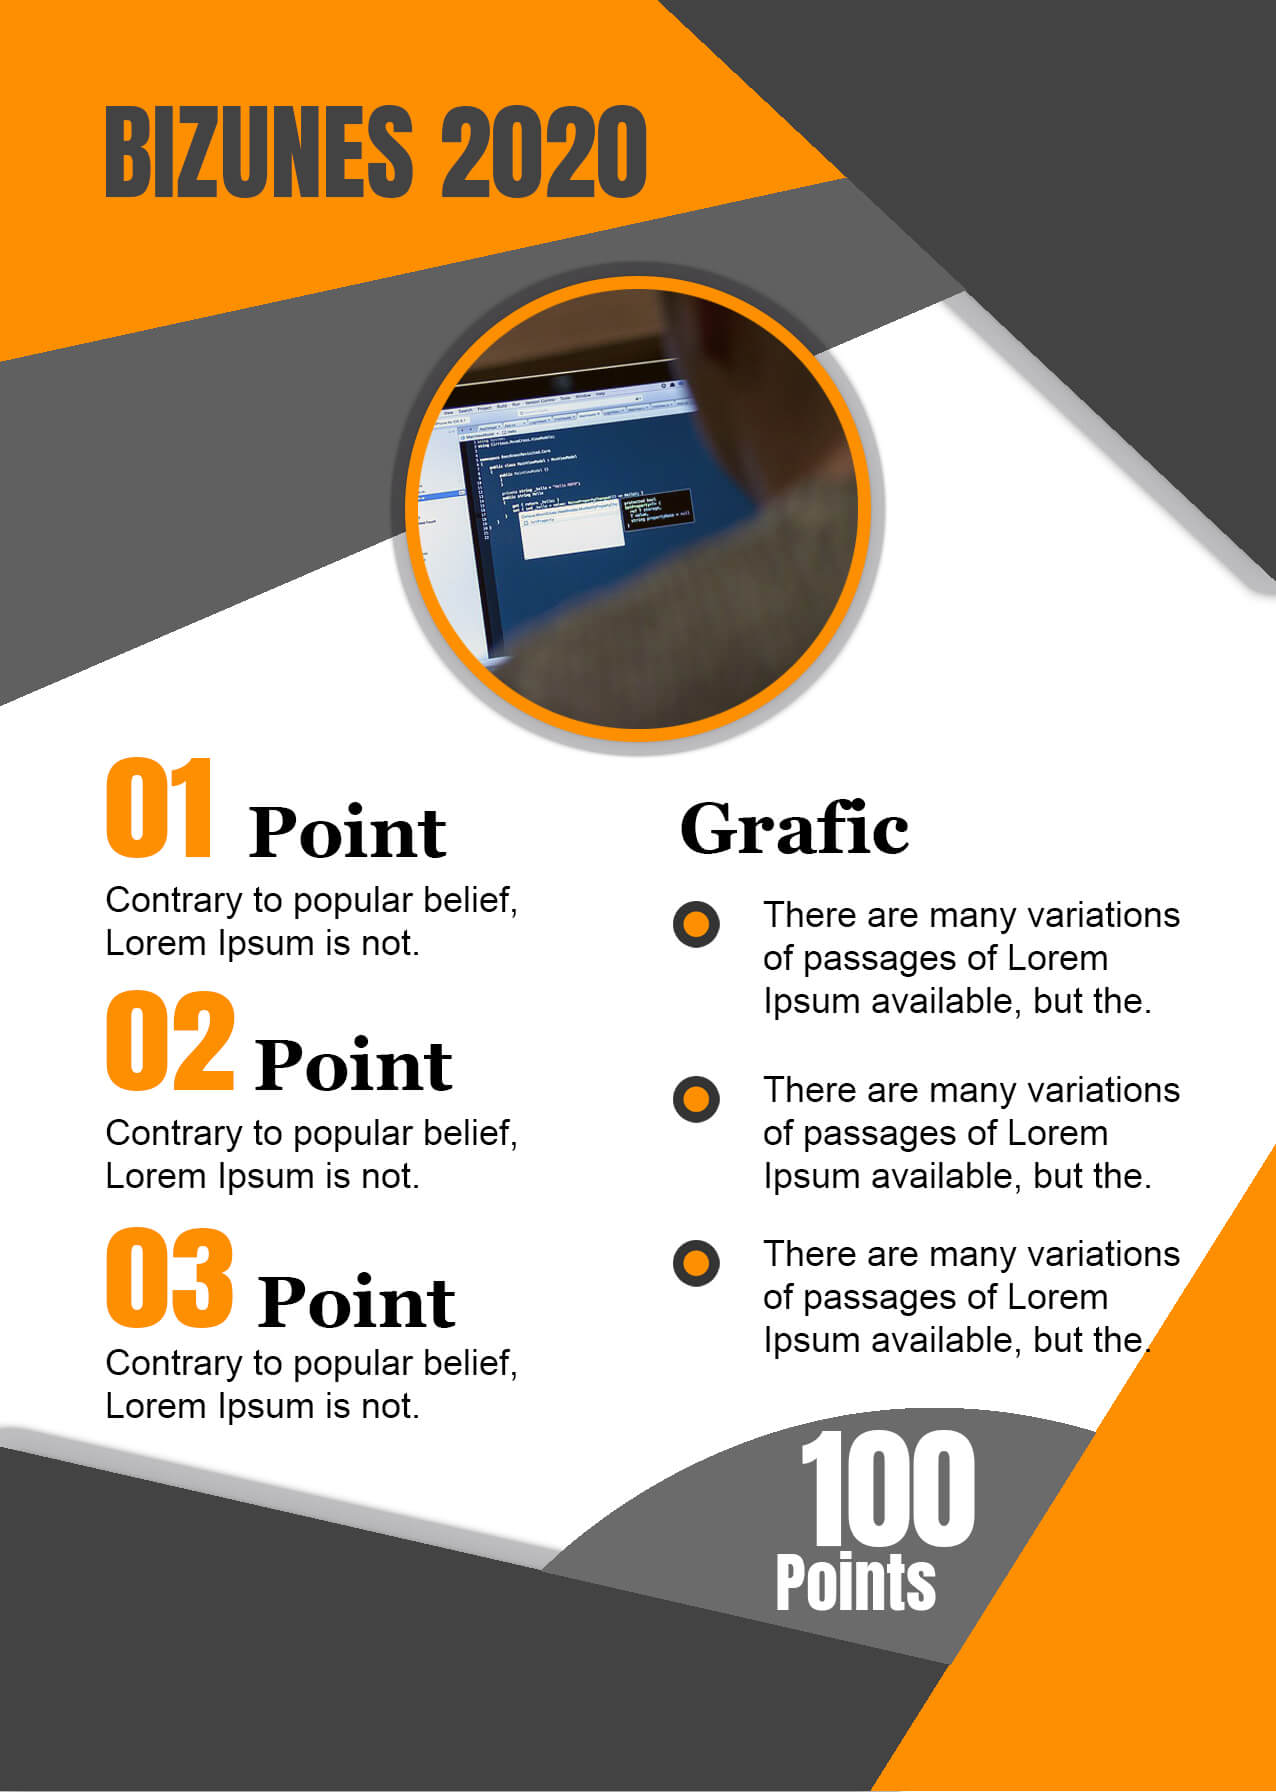 BIZUNES 2020
01 Point
Contrary to popular belief,
Lorem Ipsum is not.
02 Point
Contrary to popular belief,
Lorem Ipsum is not.
03 Point
Contrary to popular belief,
Lorem Ipsum is not.
Grafic
There are many variations
of passages of Lorem
Ipsum available, but the.
There are many variations
of passages of Lorem
Ipsum available, but the.
There are many variations
of passages of Lorem
Ipsum available, but the.
100
Points